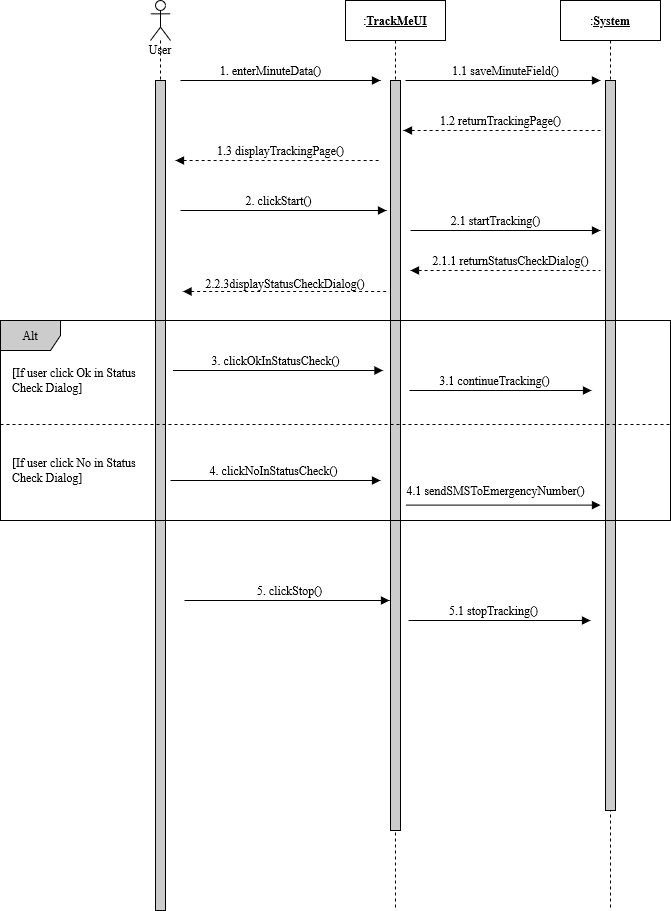 :TrackMeUI
:System
User
1. enterMinuteData()
1.1 saveMinuteField()
1.2 returnTrackingPage()
1.3 displayTrackingPage()
2. clickStart()
2.1 startTracking()
2.1.1 returnStatusCheckDialog()
2.2.3displayStatusCheckDialog()
Alt
[If user click Ok in Status
Check Dialog]
3. clickOkInStatusCheck()
3.1 continueTracking()
[If user click No in Status
Check Dialog]
4. clickNoInStatusCheck()
4.1 sendSMSToEmergencyNumber()
5. clickStop()
5.1 stopTracking()